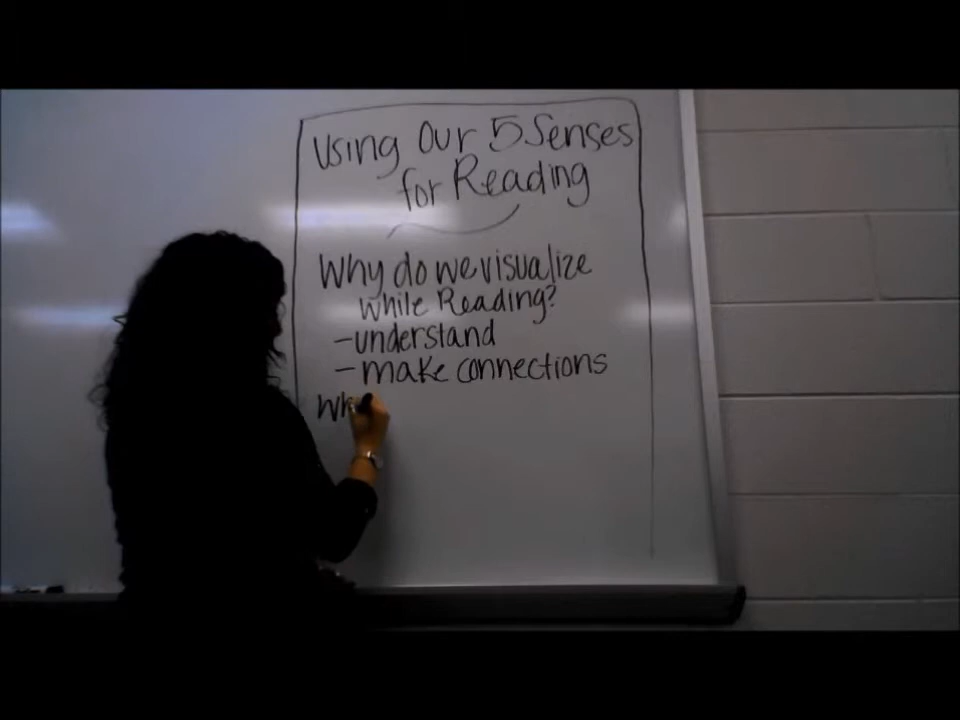 Using Our 5 Senses
for Reading
Why do we visualize
while Reading?
-understand
-make connections